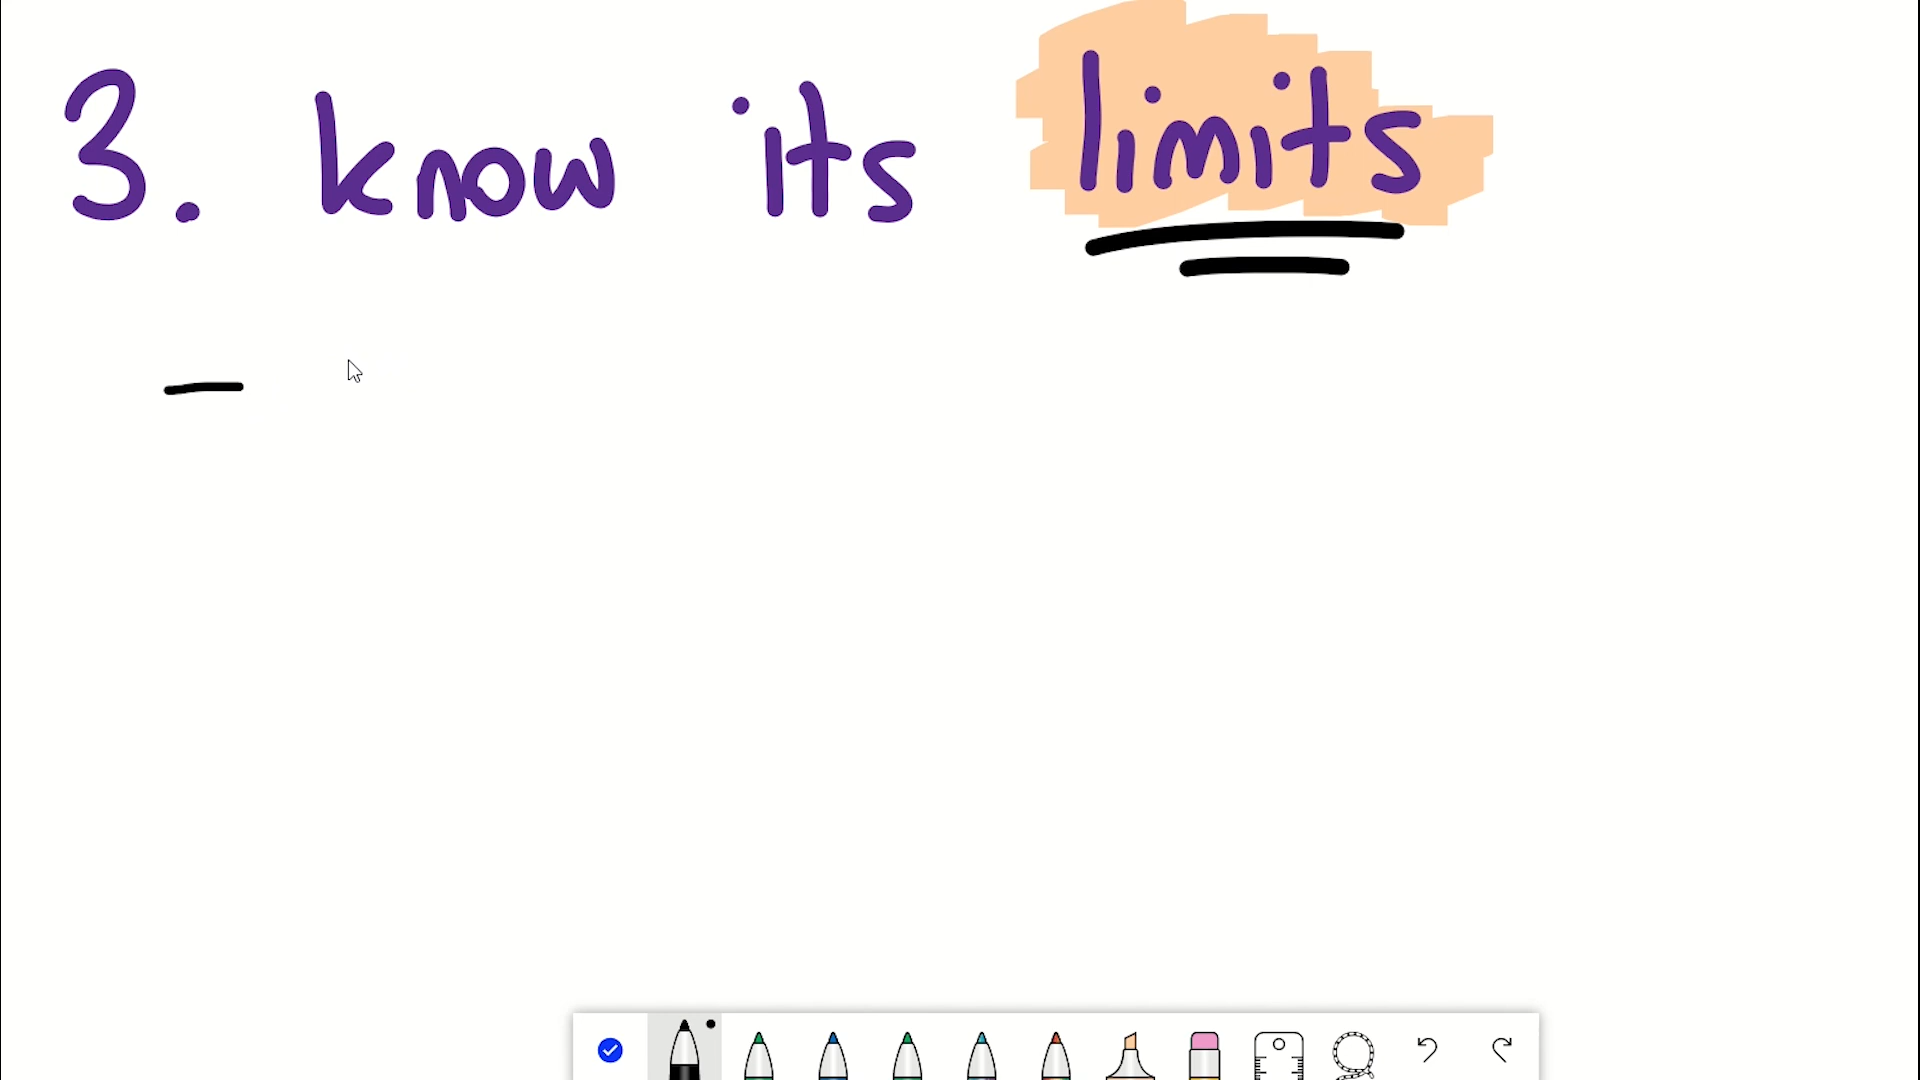 3. know its limits
–